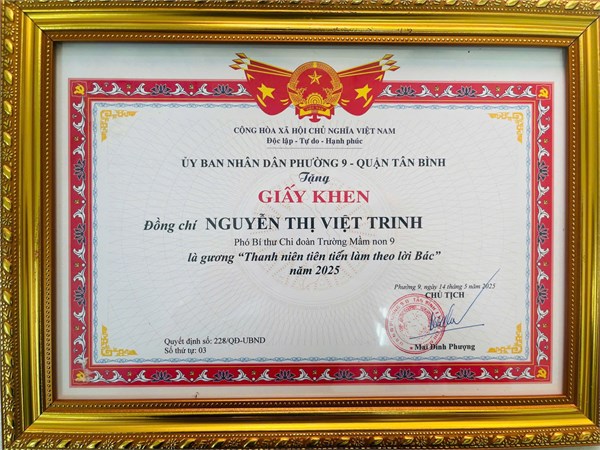 CỘNG HÒA XÃ HỘI CHỦ NGHĨA VIỆT NAM
Độc lập - Tự do - Hạnh phúc
ỦY BAN NHÂN DÂN PHƯỜNG 9 - QUẬN TÂN BÌNH
Tặng
GIẤY KHEN
Đồng chí NGUYỄN THỊ VIỆT TRINH
Phó Bí thư Chi đoàn Trường Mầm non 9
là gương “Thanh niên tiên tiến làm theo lời Bác”
năm 2025
Phường 9, ngày 14 tháng 3 năm 2025
CHỦ TỊCH
Mai Đình Phượng
Quyết định số: 228/QĐ-UBND
Số thứ tự: 03